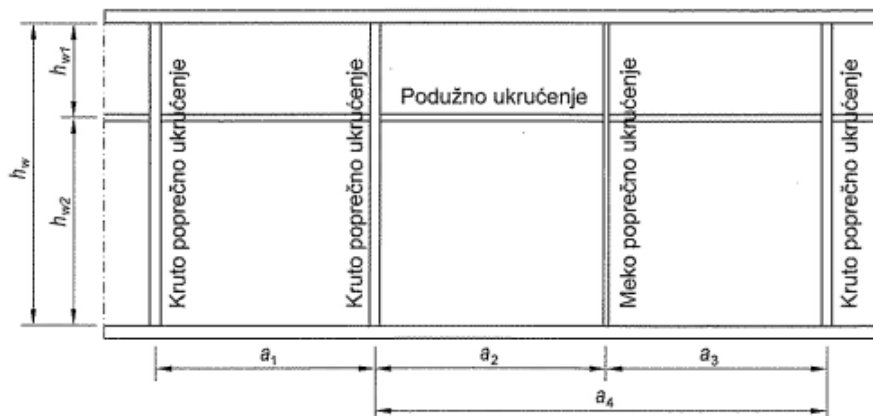 h_w
h_w1
h_w2
Kruto poprečno ukrućenje
Kruto poprečno ukrućenje
Podužno ukrućenje
Meko poprečno ukrućenje
Kruto poprečno ukrućenje
a_1
a_2
a_3
a_4